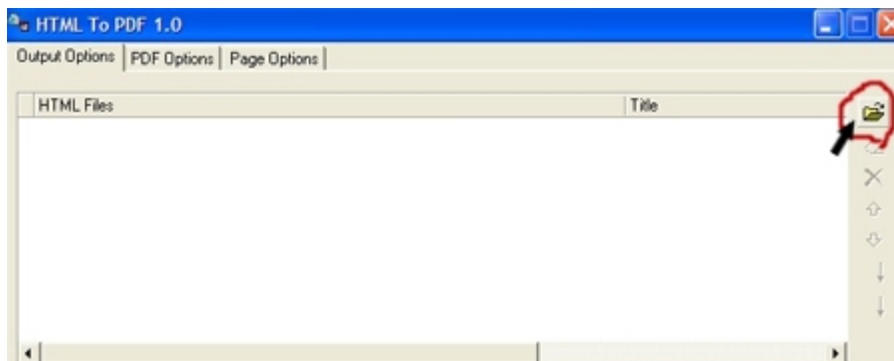 HTML To PDF 1.0
Output Options PDF Options Page Options
HTML Files Title